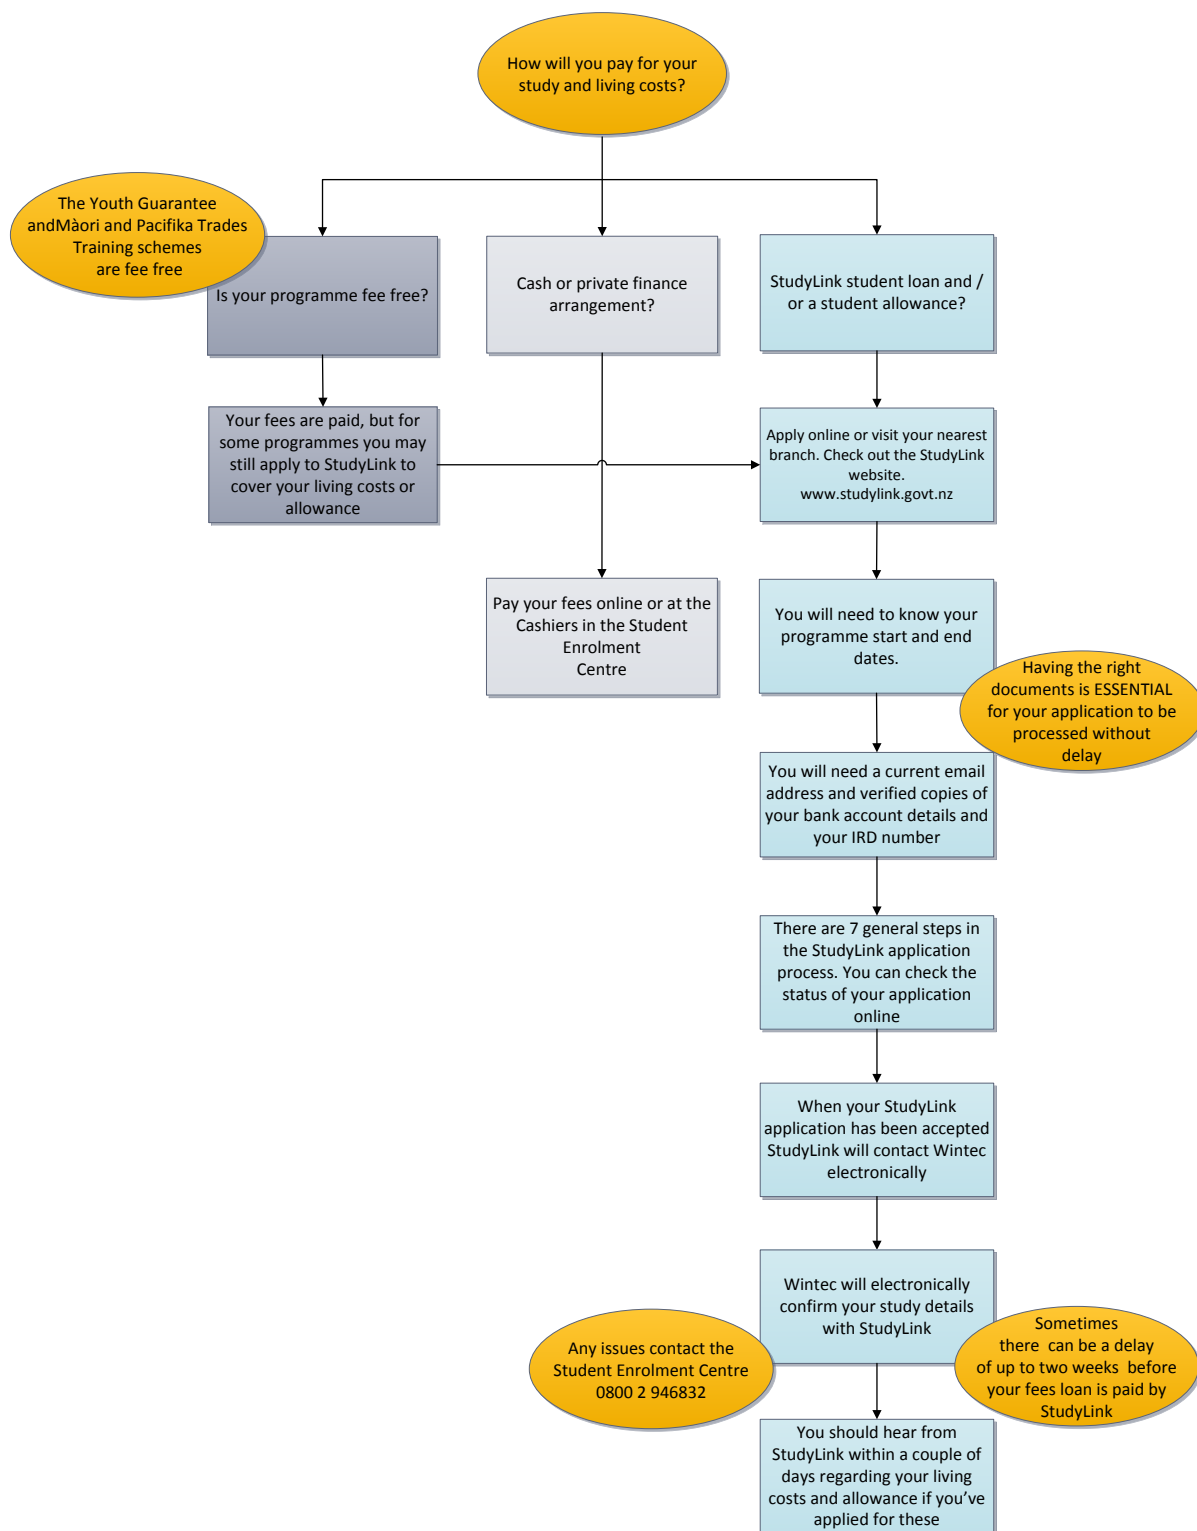 How will you pay for your
study and living costs?
The Youth Guarantee
andMàori and Pacifika Trades
Training schemes
are fee free
Is your programme fee free?
Cash or private finance
arrangement?
StudyLink student loan and /
or a student allowance?
Your fees are paid, but for
some programmes you may
still apply to StudyLink to
cover your living costs or
allowance
Apply online or visit your nearest
branch. Check out the StudyLink
website.
www.studylink.govt.nz
Pay your fees online or at the
Cashiers in the Student
Enrolment
Centre
You will need to know your
programme start and end
dates.
Having the right
documents is ESSENTIAL
for your application to be
processed without
delay
You will need a current email
address and verified copies of
your bank account details and
your IRD number
There are 7 general steps in
the StudyLink application
process. You can check the
status of your application
online
When your StudyLink
application has been accepted
StudyLink will contact Wintec
electronically
Wintec will electronically
confirm your study details
with StudyLink
Any issues contact the
Student Enrolment Centre
0800 2 946832
Sometimes
there can be a delay
of up to two weeks before
your fees loan is paid by
StudyLink
You should hear from
StudyLink within a couple of
days regarding your living
costs and allowance if you’ve
applied for these